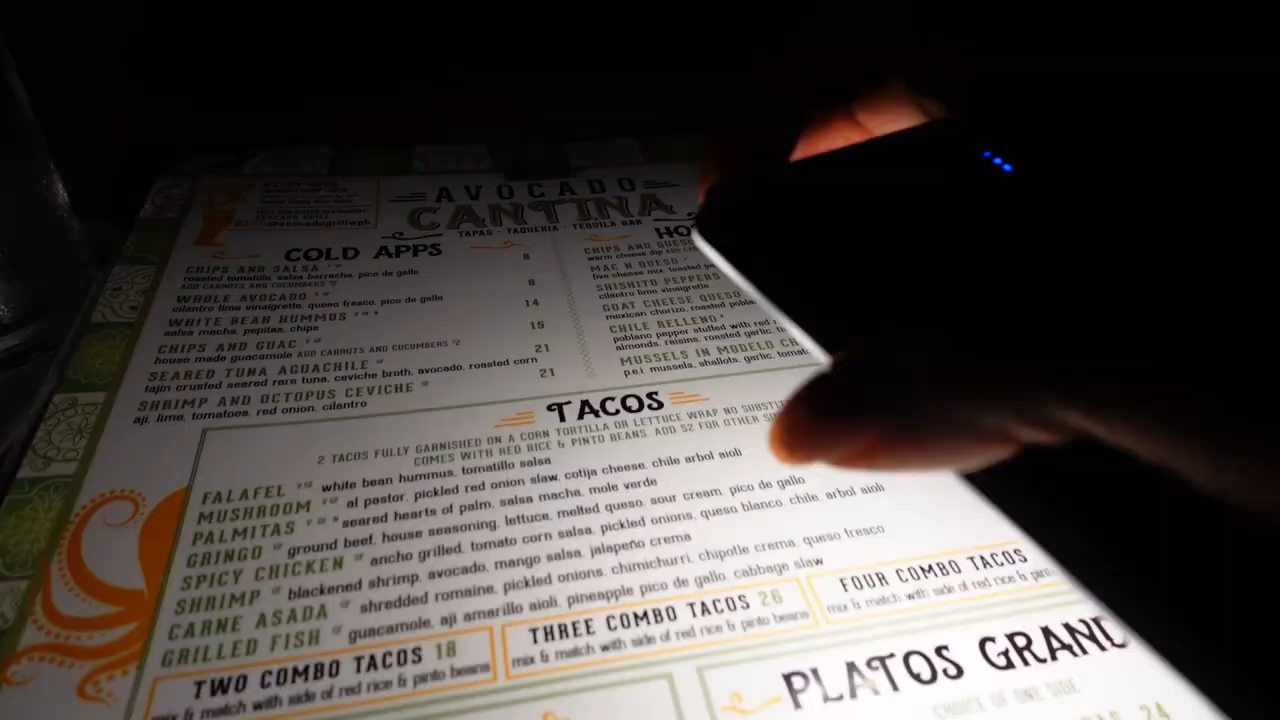 @avocadogrillwpb
AVOCADO
CANTINA
TAPAS · TAQUERIA · TEQUILA BAR
COLD APPS
CHIPS AND SALSA 8
roasted tomatillo, salsa borracha, pico de gallo
ADD CARROTS AND CUCUMBERS $2
WHOLE AVOCADO 8
cilantro lime vinaigrette, queso fresco, pico de gallo
WHITE BEAN HUMMUS 14
salsa macha, pepitas, chips
CHIPS AND GUAC 15
house made guacamole ADD CARROTS AND CUCUMBERS $2
SEARED TUNA AGUACHILE 21
tajin crusted seared rare tuna, ceviche broth, avocado, roasted corn
SHRIMP AND OCTOPUS CEVICHE 21
aji, lime, tomatoes, red onion, cilantro
HO
CHIPS AND QUESO
warm cheese dip
MAC N QUESO
five cheese mix, toasted
SHISHITO PEPPERS
cilantro lime vinaigrette
GOAT CHEESE QUESO
mexican chorizo, roasted
CHILE RELLENO
poblano pepper stuffed with red
almonds, raisins, roasted garlic,
MUSSELS IN MODELO
p.e.i mussels, shallots, garlic,
TACOS
2 TACOS FULLY GARNISHED ON A CORN TORTILLA OR LETTUCE WRAP NO
COMES WITH RED RICE & PINTO BEANS ADD $2 FOR OTHER
FALAFEL white bean hummus, tomatillo salsa
MUSHROOM al pastor, pickled red onion slaw, cotija cheese, chile arbol aioli
PALMITAS seared hearts of palm, salsa macha, mole verde
GRINGO ground beef, house seasoning, lettuce, melted queso, sour cream, pico de gallo
SPICY CHICKEN ancho grilled, tomato corn salsa, pickled onions, queso blanco, chile, arbol aioli
SHRIMP blackened shrimp, avocado, mango salsa, jalapeño crema
CARNE ASADA shredded romaine, pickled onions, chimichurri, chipotle crema, queso fresco
GRILLED FISH guacamole, aji amarillo aioli, pineapple pico de gallo, cabbage slaw
TWO COMBO TACOS 18
mix & match with side of red rice & pinto beans
THREE COMBO TACOS 26
mix & match with side of red rice & pinto beans
FOUR COMBO TACOS
mix & match with side of red rice &
PLATOS GRAND
CHOICE OF ONE SIDE
24